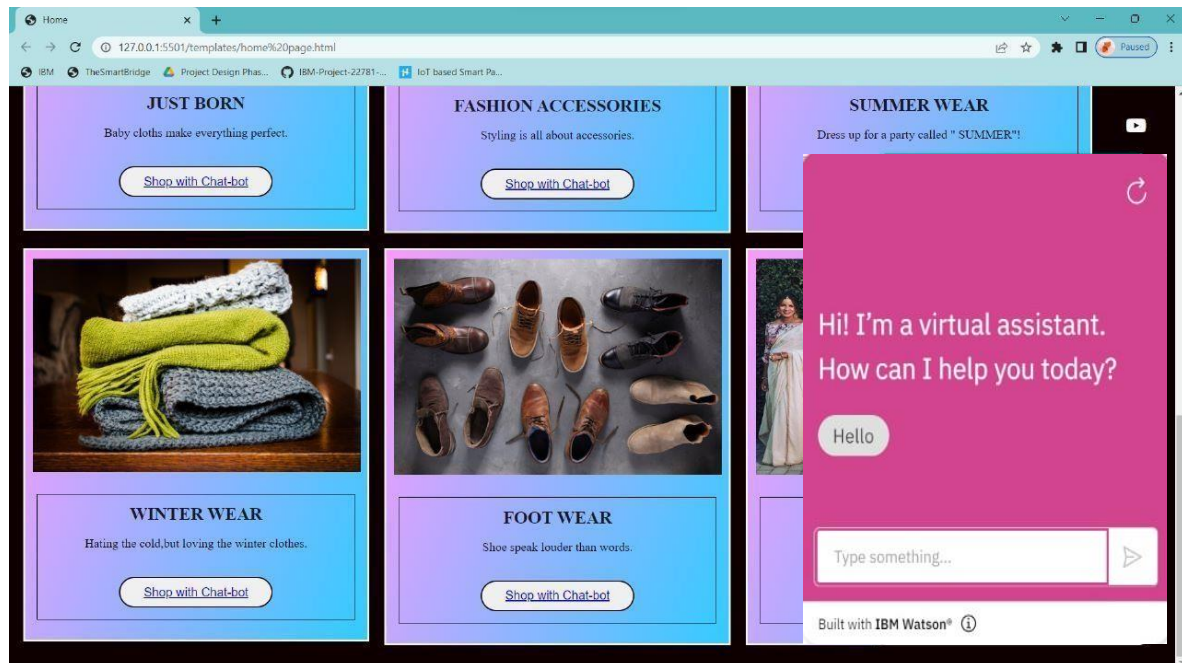 Home
127.0.0.1:5501/templates/home%20page.html
Paused
IBM
TheSmartBridge
Project Design Phas...
IBM-Project-22781-...
IoT based Smart Pa...
JUST BORN
Baby cloths make everything perfect.
Shop with Chat-bot
FASHION ACCESSORIES
Styling is all about accessories.
Shop with Chat-bot
SUMMER WEAR
Dress up for a party called " SUMMER"!
WINTER WEAR
Hating the cold,but loving the winter clothes.
Shop with Chat-bot
FOOT WEAR
Shoe speak louder than words.
Shop with Chat-bot
Hi! I'm a virtual assistant.
How can I help you today?
Hello
Type something...
Built with IBM Watson®